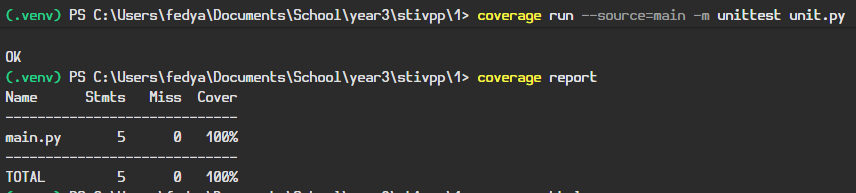 (.venv) PS C:\Users\fedya\Documents\School\year3\stivpp\1> coverage run --source=main -m unittest unit.py
OK
(.venv) PS C:\Users\fedya\Documents\School\year3\stivpp\1> coverage report
Name      Stmts   Miss  Cover
-----------------------------
main.py       5      0   100%
-----------------------------
TOTAL         5      0   100%